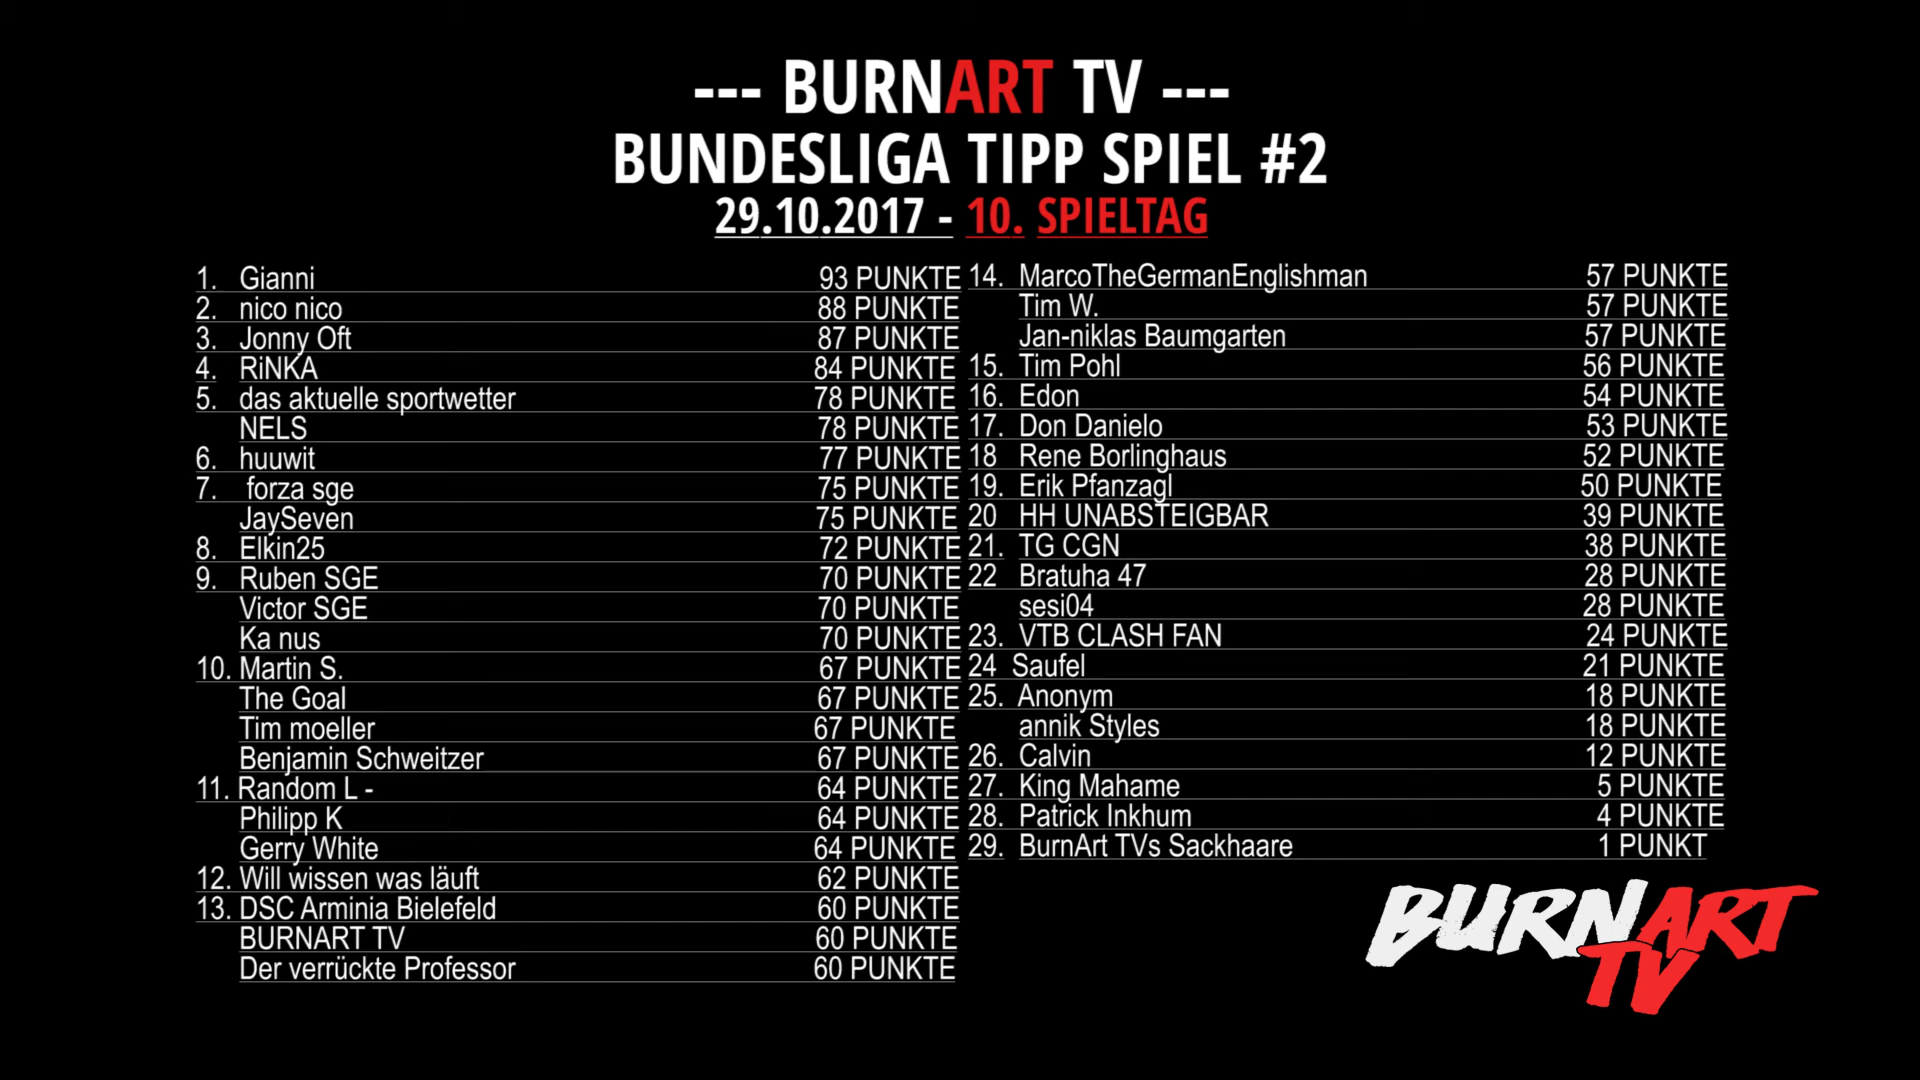 --- BURNART TV ---
BUNDESLIGA TIPP SPIEL #2
29.10.2017 - 10. SPIELTAG
1. Gianni 93 PUNKTE
2. nico nico 88 PUNKTE
3. Jonny Oft 87 PUNKTE
4. RiNKA 84 PUNKTE
5. das aktuelle sportwetter 78 PUNKTE
NELS 78 PUNKTE
6. huuwit 77 PUNKTE
7. forza sge 75 PUNKTE
JaySeven 75 PUNKTE
8. Elkin25 72 PUNKTE
9. Ruben SGE 70 PUNKTE
Victor SGE 70 PUNKTE
Ka nus 70 PUNKTE
10. Martin S. 67 PUNKTE
The Goal 67 PUNKTE
Tim moeller 67 PUNKTE
Benjamin Schweitzer 67 PUNKTE
11. Random L - 64 PUNKTE
Philipp K 64 PUNKTE
Gerry White 64 PUNKTE
12. Will wissen was läuft 62 PUNKTE
13. DSC Arminia Bielefeld 60 PUNKTE
BURNART TV 60 PUNKTE
Der verrückte Professor 60 PUNKTE
14. MarcoTheGermanEnglishman 57 PUNKTE
Tim W. 57 PUNKTE
Jan-niklas Baumgarten 57 PUNKTE
15. Tim Pohl 56 PUNKTE
16. Edon 54 PUNKTE
17. Don Danielo 53 PUNKTE
18 Rene Borlinghaus 52 PUNKTE
19. Erik Pfanzagl 50 PUNKTE
20 HH UNABSTEIGBAR 39 PUNKTE
21. TG CGN 38 PUNKTE
22 Bratuha 47 28 PUNKTE
sesi04 28 PUNKTE
23. VTB CLASH FAN 24 PUNKTE
24 Saufel 21 PUNKTE
25. Anonym 18 PUNKTE
annik Styles 18 PUNKTE
26. Calvin 12 PUNKTE
27. King Mahame 5 PUNKTE
28. Patrick Inkhum 4 PUNKTE
29. BurnArt TVs Sackhaare 1 PUNKT
BURNART
TV